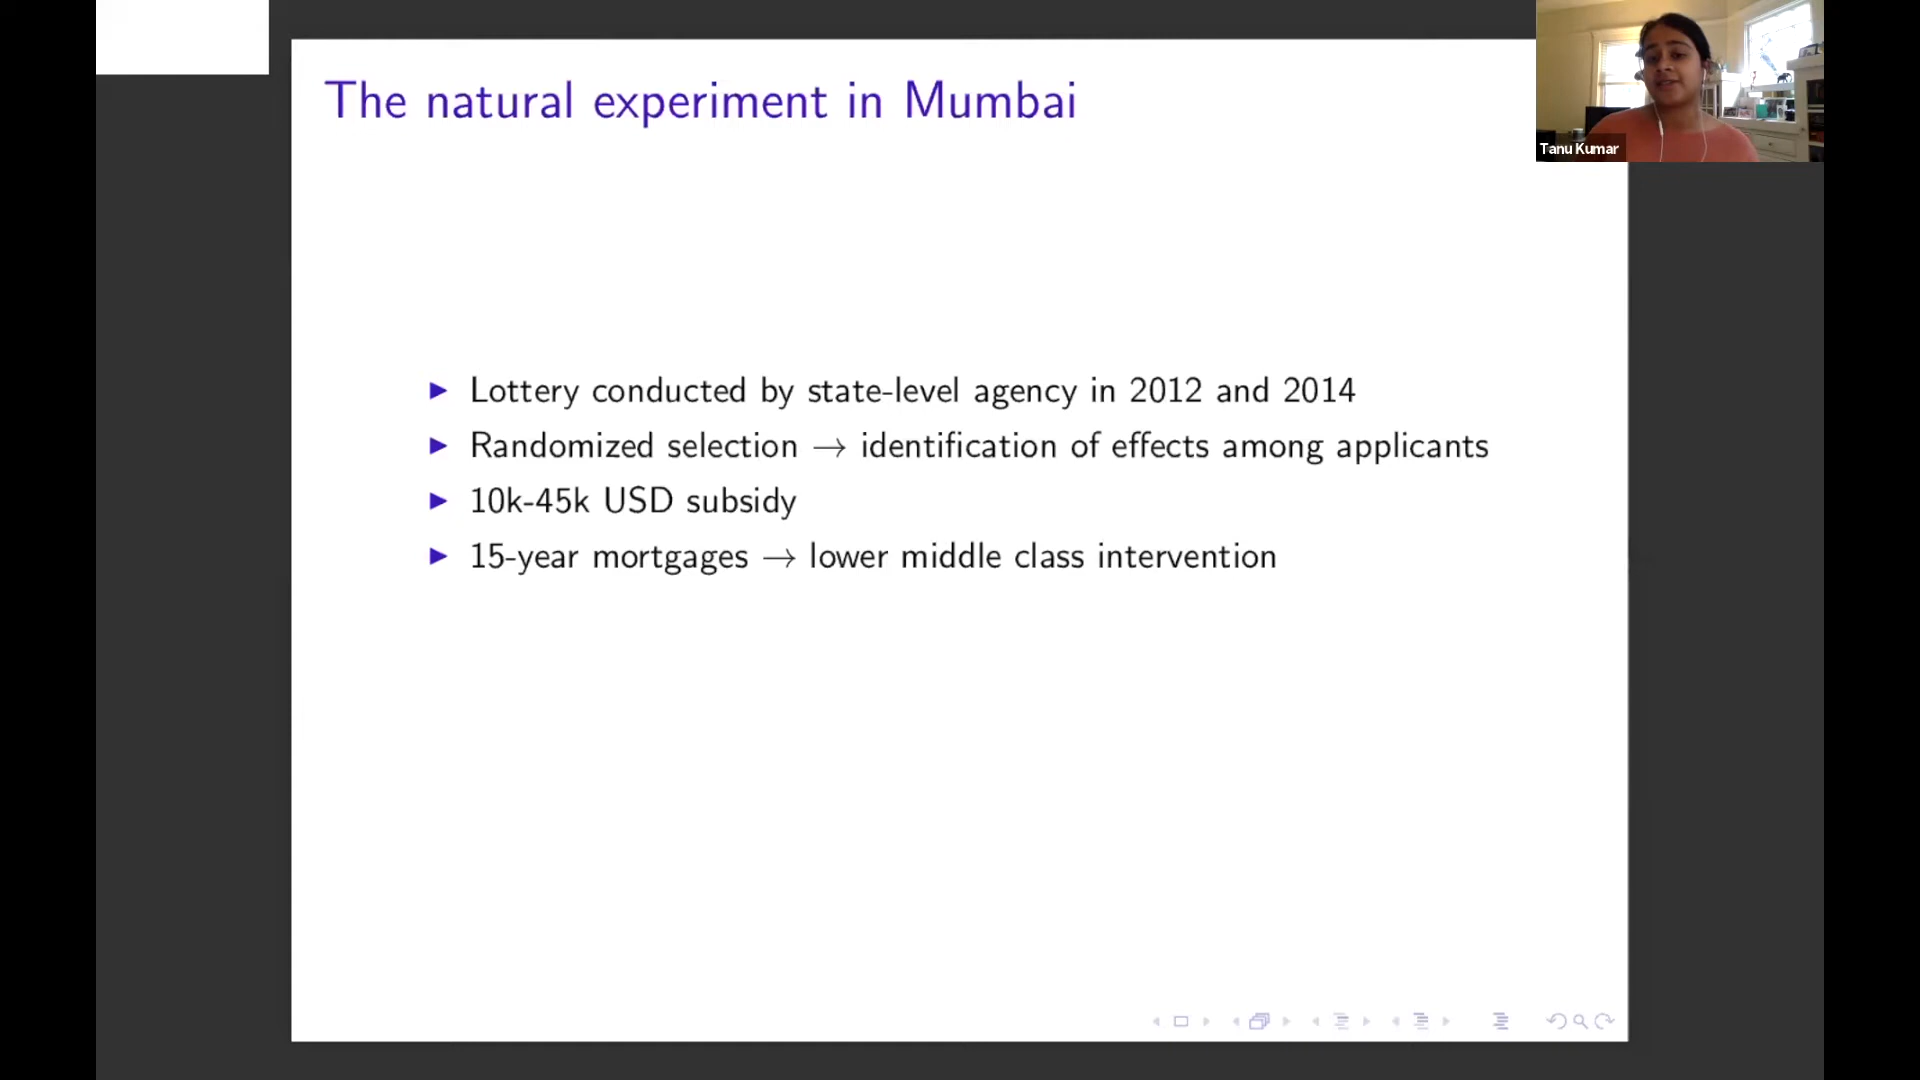 The natural experiment in Mumbai
Tanu Kumar
▶ Lottery conducted by state-level agency in 2012 and 2014
▶ Randomized selection → identification of effects among applicants
▶ 10k-45k USD subsidy
▶ 15-year mortgages → lower middle class intervention